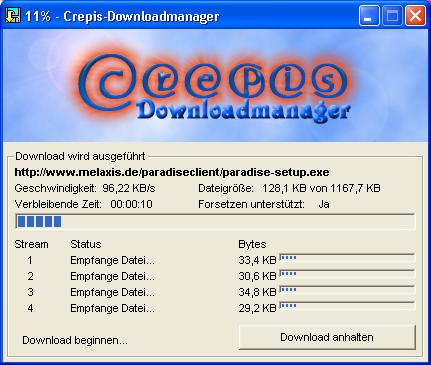 11% - Crepis-Downloadmanager
Crepis
Downloadmanager
Download wird ausgeführt
http://www.melaxis.de/paradiseclient/paradise-setup.exe
Geschwindigkeit: 96,22 KB/s Dateigröße: 128,1 KB von 1167,7 KB
Verbleibende Zeit: 00:00:10 Forsetzen unterstützt: Ja
Stream Status Bytes
1 Empfange Datei... 33,4 KB
2 Empfange Datei... 30,6 KB
3 Empfange Datei... 34,8 KB
4 Empfange Datei... 29,2 KB
Download beginnen... Download anhalten